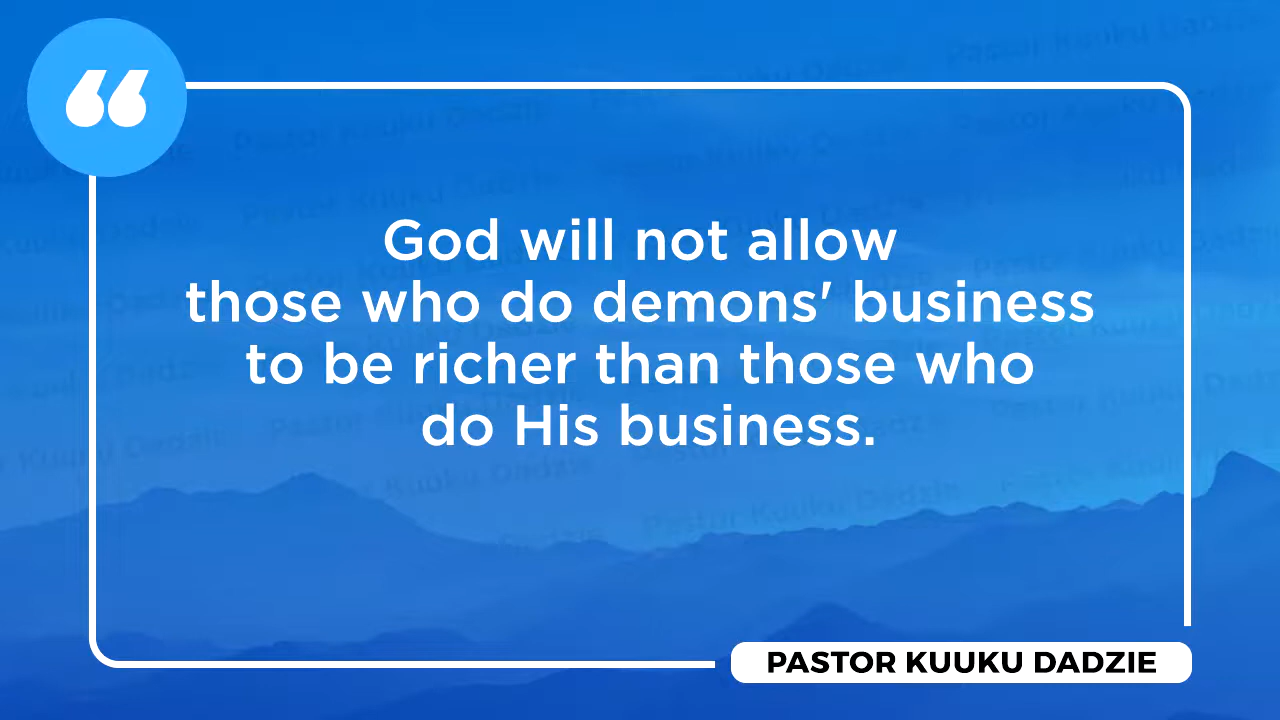 God will not allow
those who do demons' business
to be richer than those who
do His business.
PASTOR KUUKU DADZIE